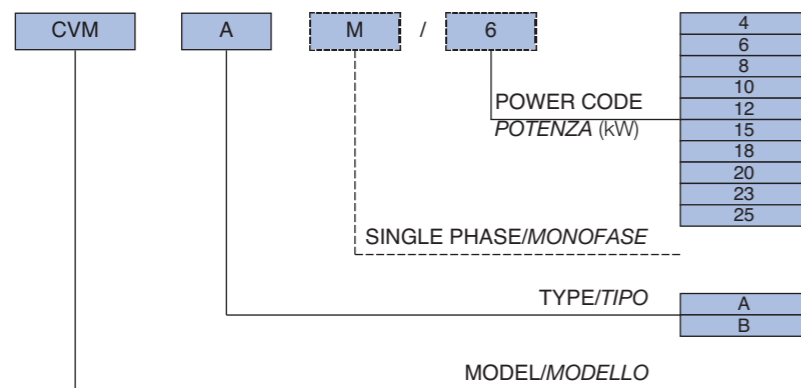 CVM A M / 6
4
6
8
10
12
15
18
20
23
25
POWER CODE
POTENZA (kW)
SINGLE PHASE/MONOFASE
TYPE/TIPO
A
B
MODEL/MODELLO